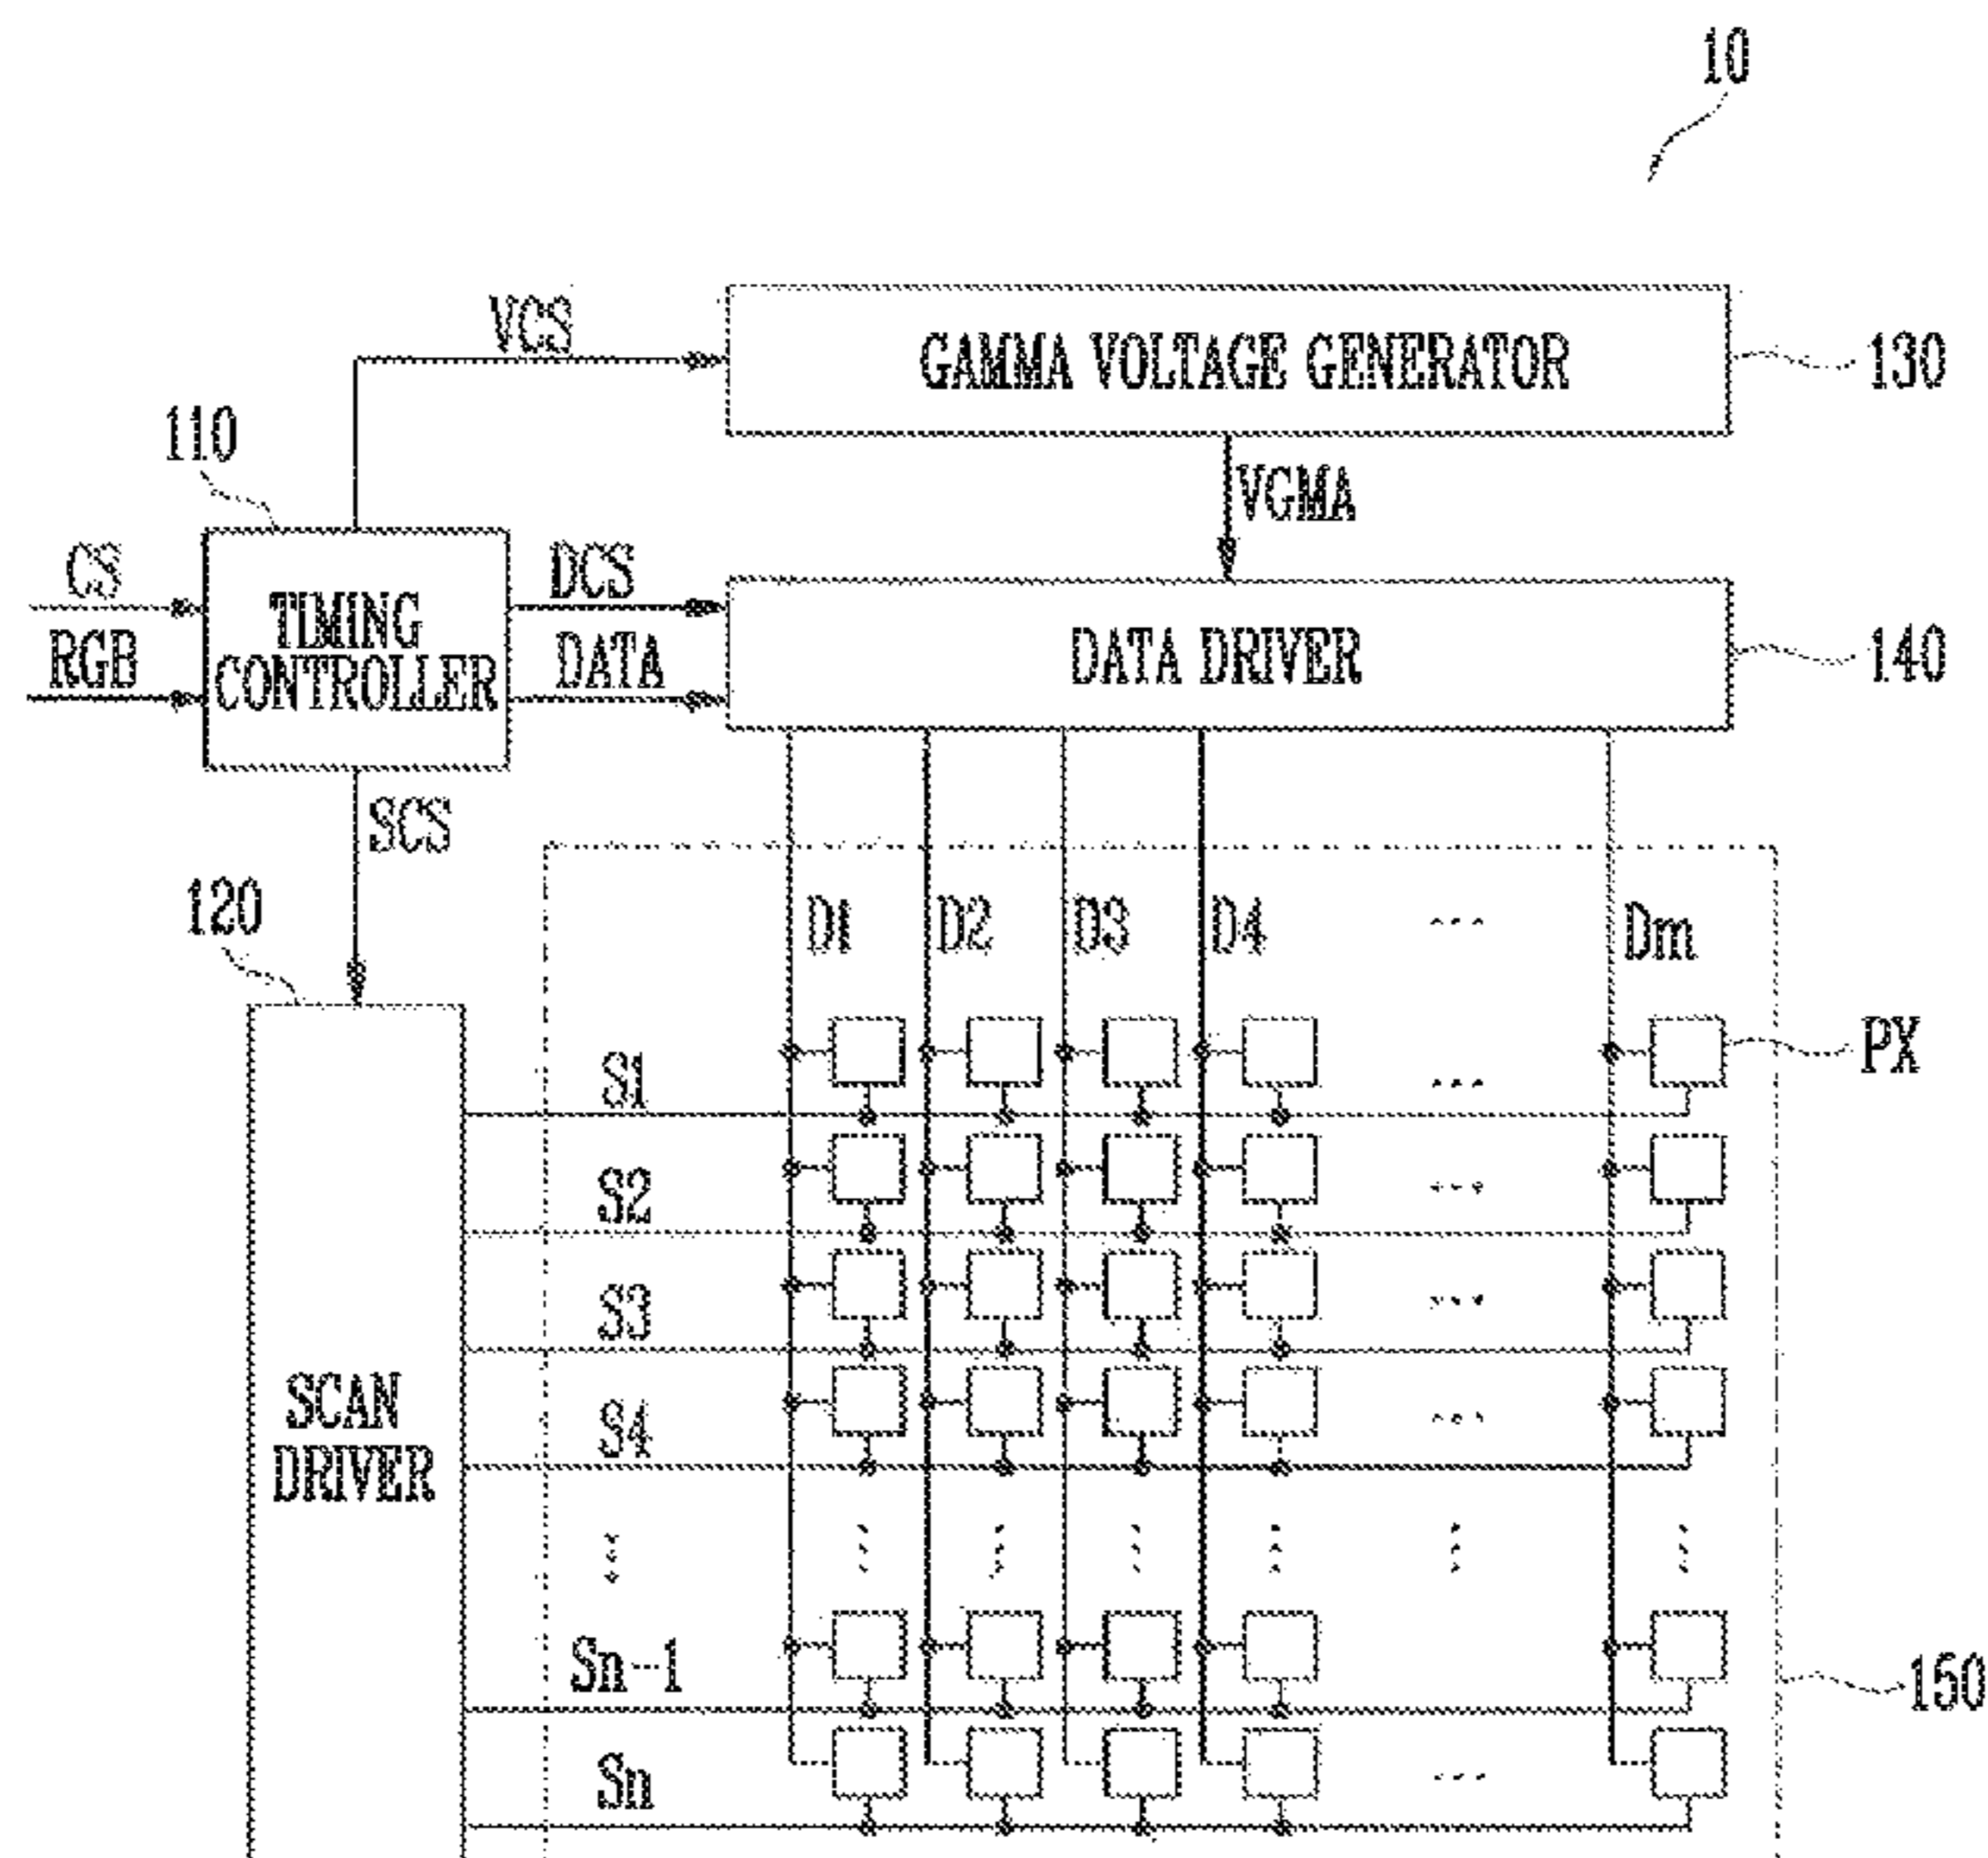 10
VCS
GAMMA VOLTAGE GENERATOR
130
110
VGMA
CS
DCS
TIMING
CONTROLLER
RGB
DATA
DATA DRIVER
140
SCS
120
D1 D2 D3 D4 ... Dm
PX
S1 ...
S2 ...
S3 ...
SCAN
DRIVER
S4 ...
Sn-1
150
Sn ...